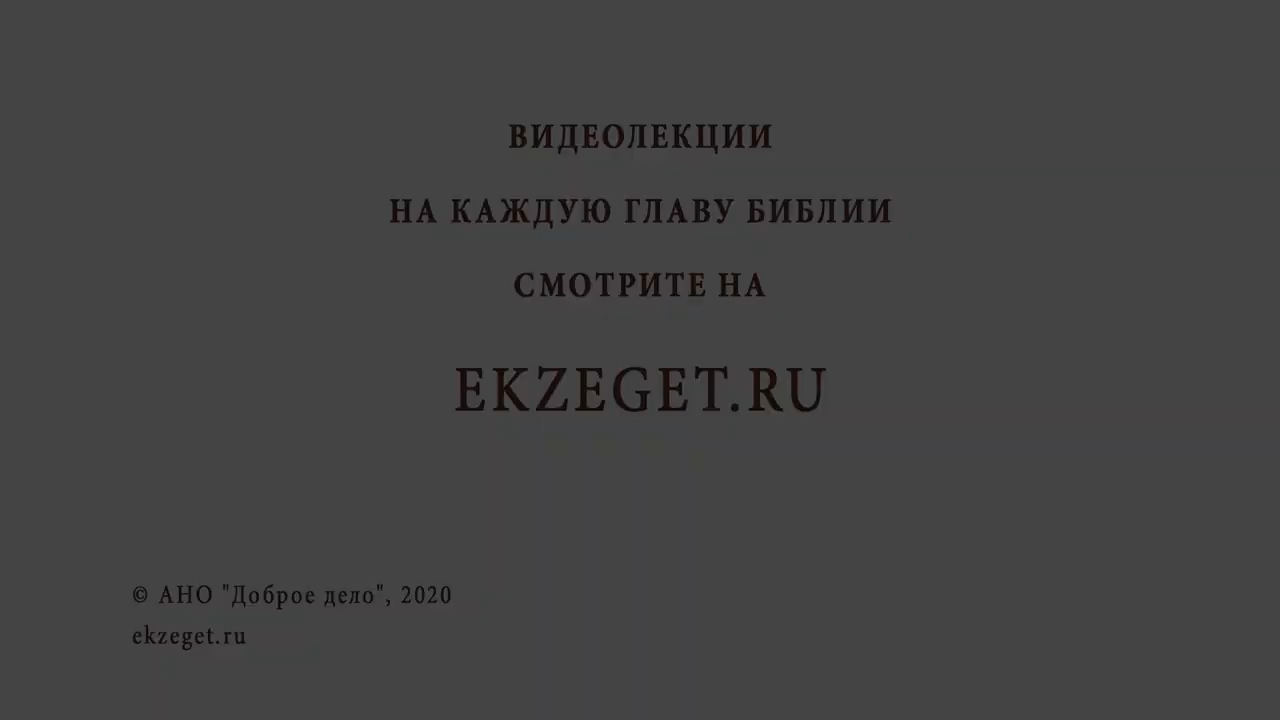 ВИДЕОЛЕКЦИИ
НА КАЖДУЮ ГЛАВУ БИБЛИИ
СМОТРИТЕ НА
EKZEGET.RU
© АНО "Доброе дело", 2020
ekzeget.ru